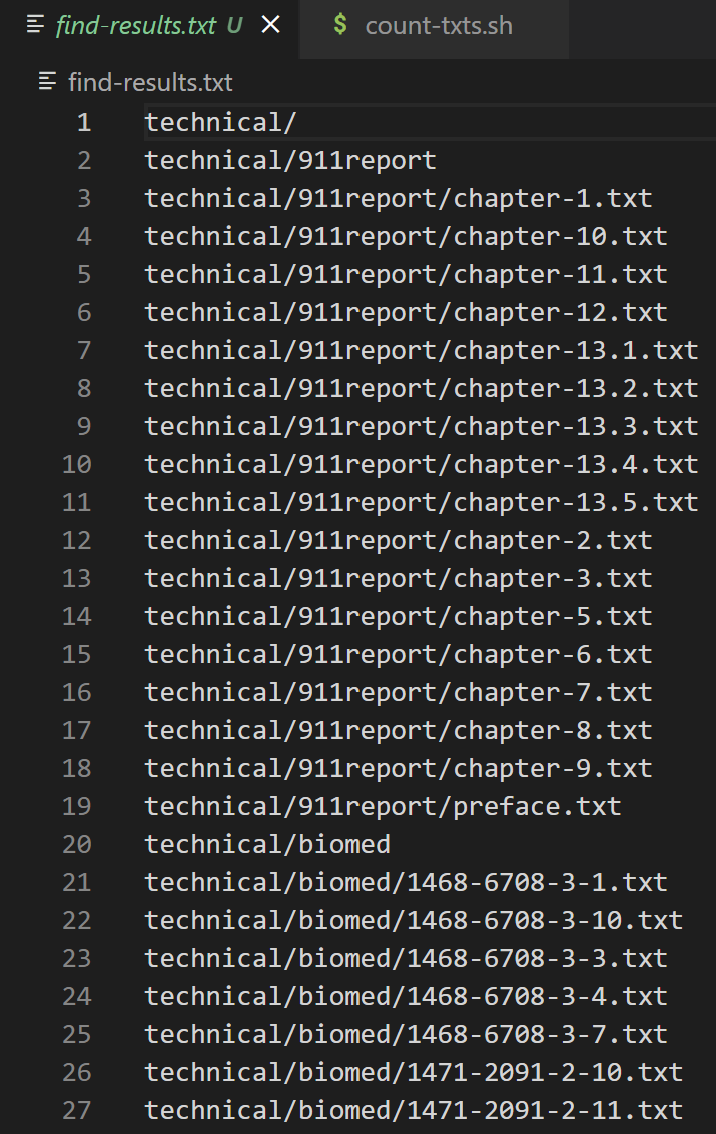 find-results.txt U × $ count-txts.sh
find-results.txt
1 technical/
2 technical/911report
3 technical/911report/chapter-1.txt
4 technical/911report/chapter-10.txt
5 technical/911report/chapter-11.txt
6 technical/911report/chapter-12.txt
7 technical/911report/chapter-13.1.txt
8 technical/911report/chapter-13.2.txt
9 technical/911report/chapter-13.3.txt
10 technical/911report/chapter-13.4.txt
11 technical/911report/chapter-13.5.txt
12 technical/911report/chapter-2.txt
13 technical/911report/chapter-3.txt
14 technical/911report/chapter-5.txt
15 technical/911report/chapter-6.txt
16 technical/911report/chapter-7.txt
17 technical/911report/chapter-8.txt
18 technical/911report/chapter-9.txt
19 technical/911report/preface.txt
20 technical/biomed
21 technical/biomed/1468-6708-3-1.txt
22 technical/biomed/1468-6708-3-10.txt
23 technical/biomed/1468-6708-3-3.txt
24 technical/biomed/1468-6708-3-4.txt
25 technical/biomed/1468-6708-3-7.txt
26 technical/biomed/1471-2091-2-10.txt
27 technical/biomed/1471-2091-2-11.txt